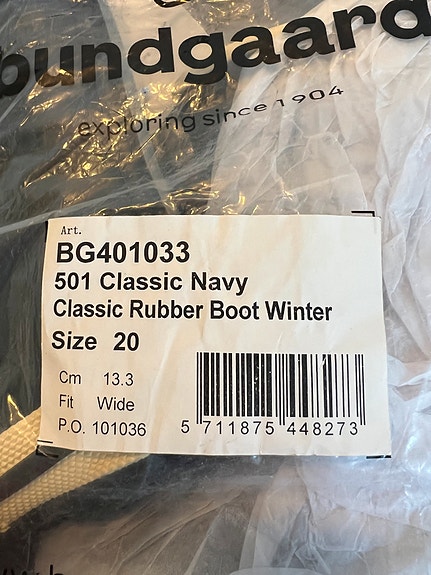 bundgaard
exploring since 1904
Art.
BG401033
501 Classic Navy
Classic Rubber Boot Winter
Size 20
Cm 13.3
Fit Wide
P.O. 101036
5 711875 448273